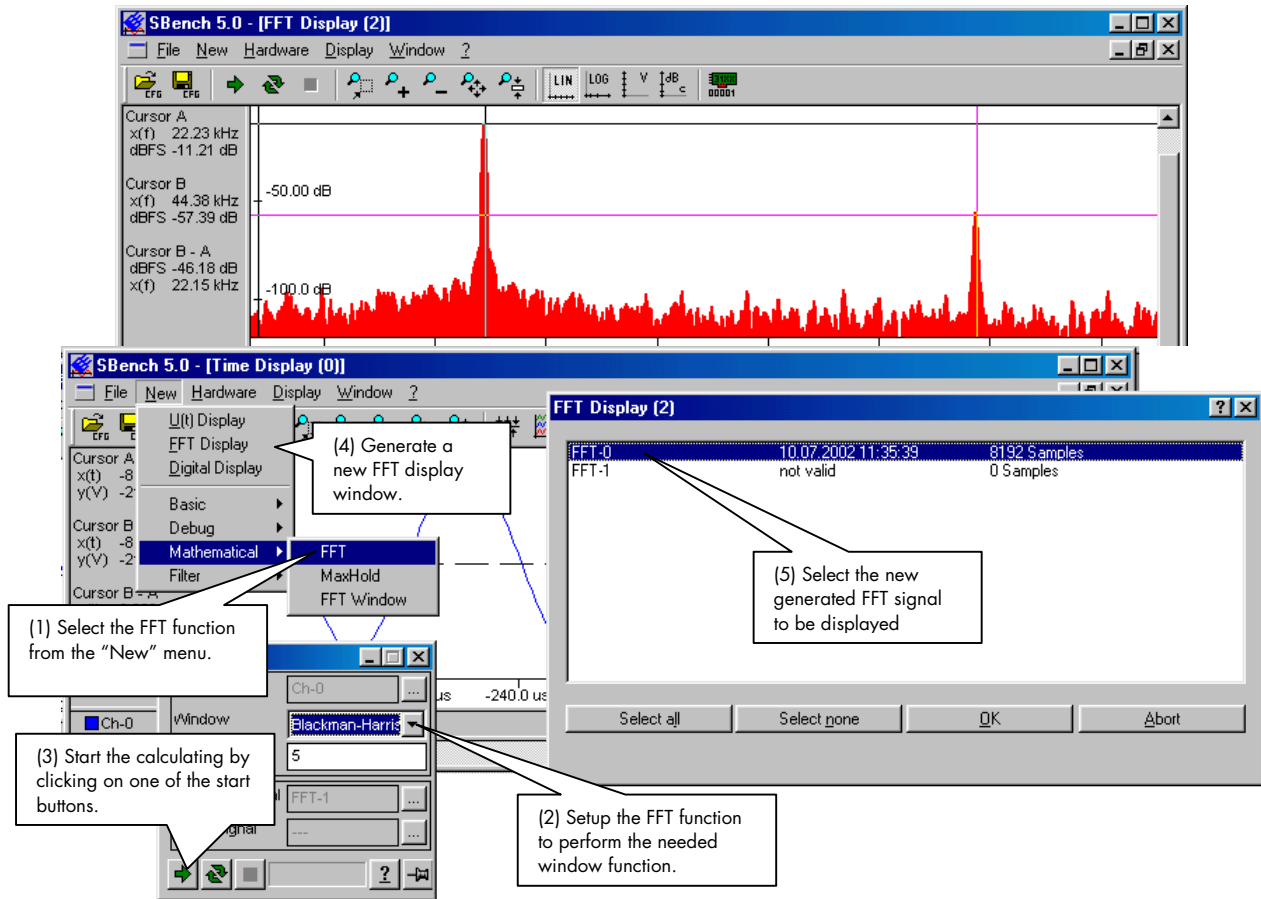 SBench 5.0 - [FFT Display (2)]
File New Hardware Display Window ?
CFG CFG LIN LOG V dB c 00001
Cursor A
x(f) 22.23 kHz
dBFS -11.21 dB
Cursor B
x(f) 44.38 kHz
dBFS -57.39 dB
Cursor B - A
dBFS -46.18 dB
x(f) 22.15 kHz
-50.00 dB
-100.0 dB
SBench 5.0 - [Time Display (0)]
File New Hardware Display Window ?
CFG
U(t) Display
FFT Display
Digital Display
Basic
Debug
Mathematical
Filter
FFT
MaxHold
FFT Window
Cursor A
x(t) -8
y(V) -2
Cursor B
x(t) -8
y(V) -2
Cursor B - A
(4) Generate a
new FFT display
window.
(1) Select the FFT function
from the “New” menu.
us -240.0 us
Ch-0
Ch-0 ...
Window Blackman-Harris
5
FFT-1 ...
--- ...
?
(3) Start the calculating by
clicking on one of the start
buttons.
(2) Setup the FFT function
to perform the needed
window function.
FFT Display (2) ?
FFT-0 10.07.2002 11:35:39 8192 Samples
FFT-1 not valid 0 Samples
(5) Select the new
generated FFT signal
to be displayed
Select all Select none OK Abort